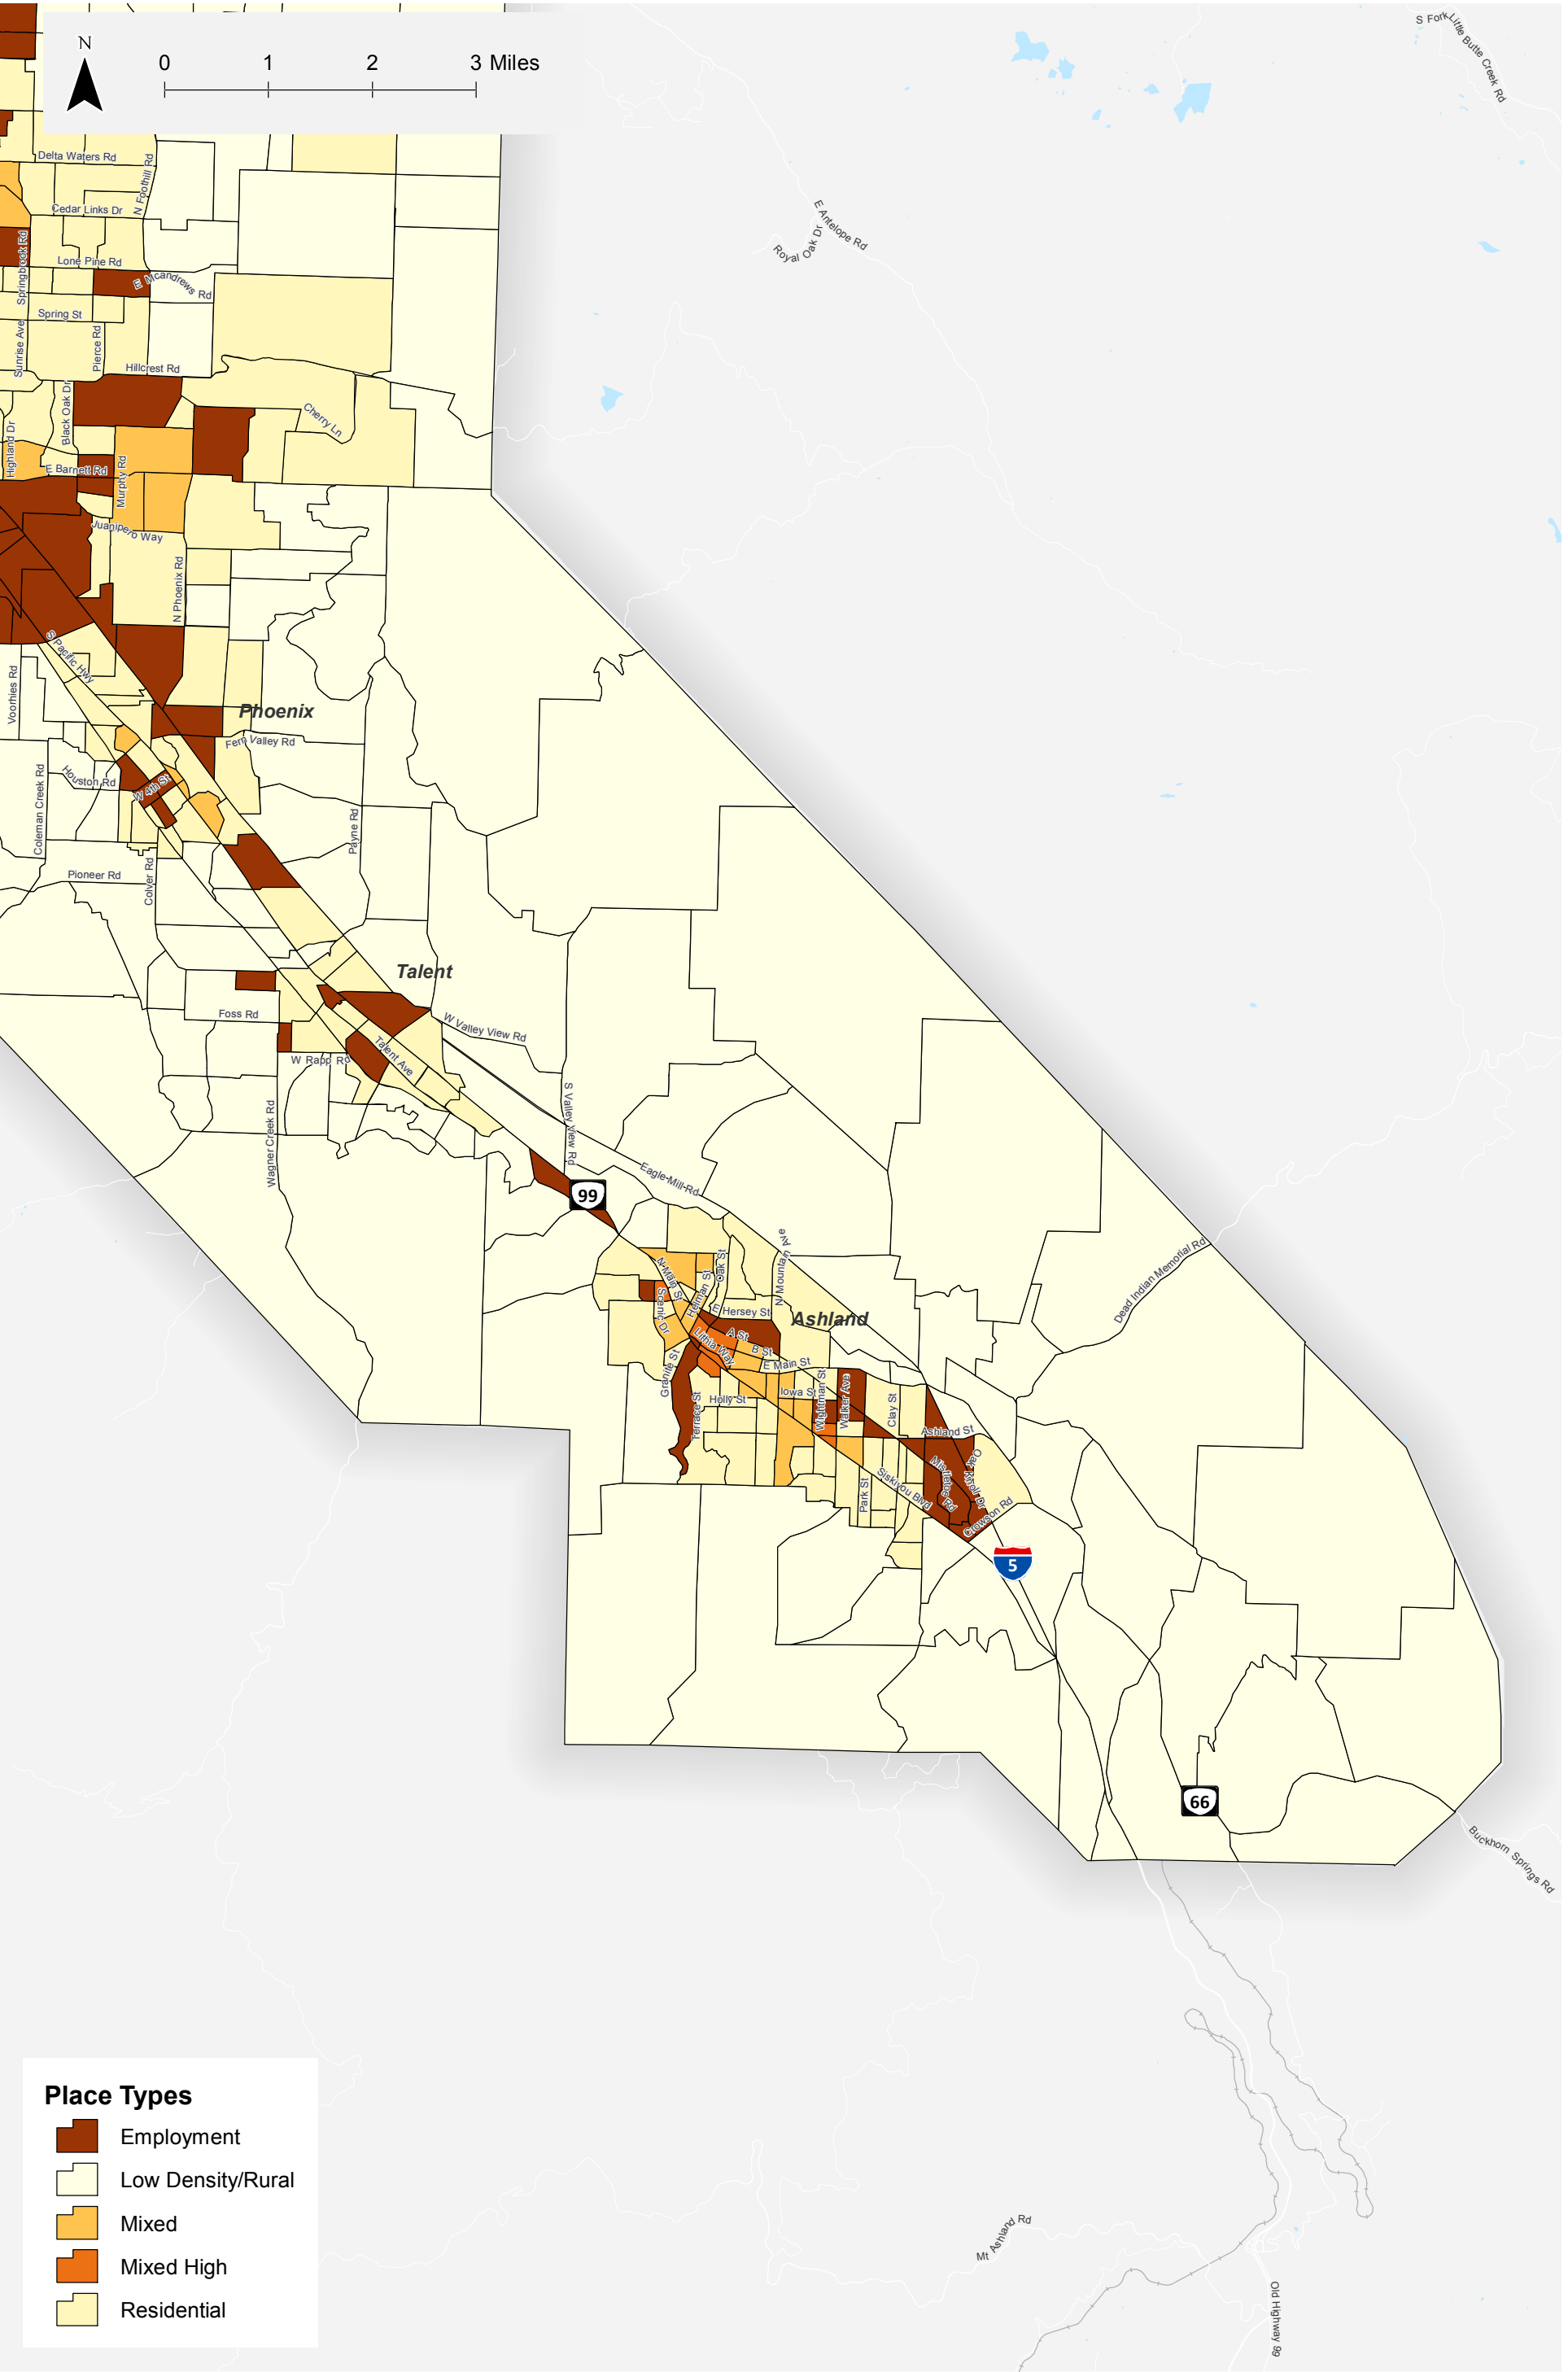 N
0 1 2 3 Miles
S Fork Little Butte Creek Rd
Delta Waters Rd
N Foothill Rd
Cedar Links Dr
E Antelope Rd
Royal Oak Dr
Springbrook Rd
Lone Pine Rd
E Mcandrews Rd
Spring St
Sunrise Ave
Pierce Rd
Hillcrest Rd
Black Oak Dr
Cherry Ln
Highland Dr
E Barnett Rd
Murphy Rd
Juanipero Way
N Phoenix Rd
S Pacific Hwy
Voorhies Rd
Phoenix
Fern Valley Rd
Houston Rd
W 4th St
Coleman Creek Rd
Payne Rd
Pioneer Rd
Colver Rd
Talent
Foss Rd
W Valley View Rd
W Rapp Rd
Talent Ave
Wagner Creek Rd
S Valley View Rd
Eagle Mill Rd
99
N Mountain Ave
Dead Indian Memorial Rd
Oak St
N Main St
Helman St
Scenic Dr
E Hersey St
Ashland
A St
Lithia Way
B St
E Main St
Granite St
Iowa St
Holly St
Terrace St
Wightman St
Walker Ave
Clay St
Ashland St
Oak Knoll Dr
Mistletoe Rd
Siskiyou Blvd
Park St
Crowson Rd
5
66
Buckhorn Springs Rd
Place Types
Employment
Low Density/Rural
Mixed
Mixed High
Residential
Mt Ashland Rd
Old Highway 99